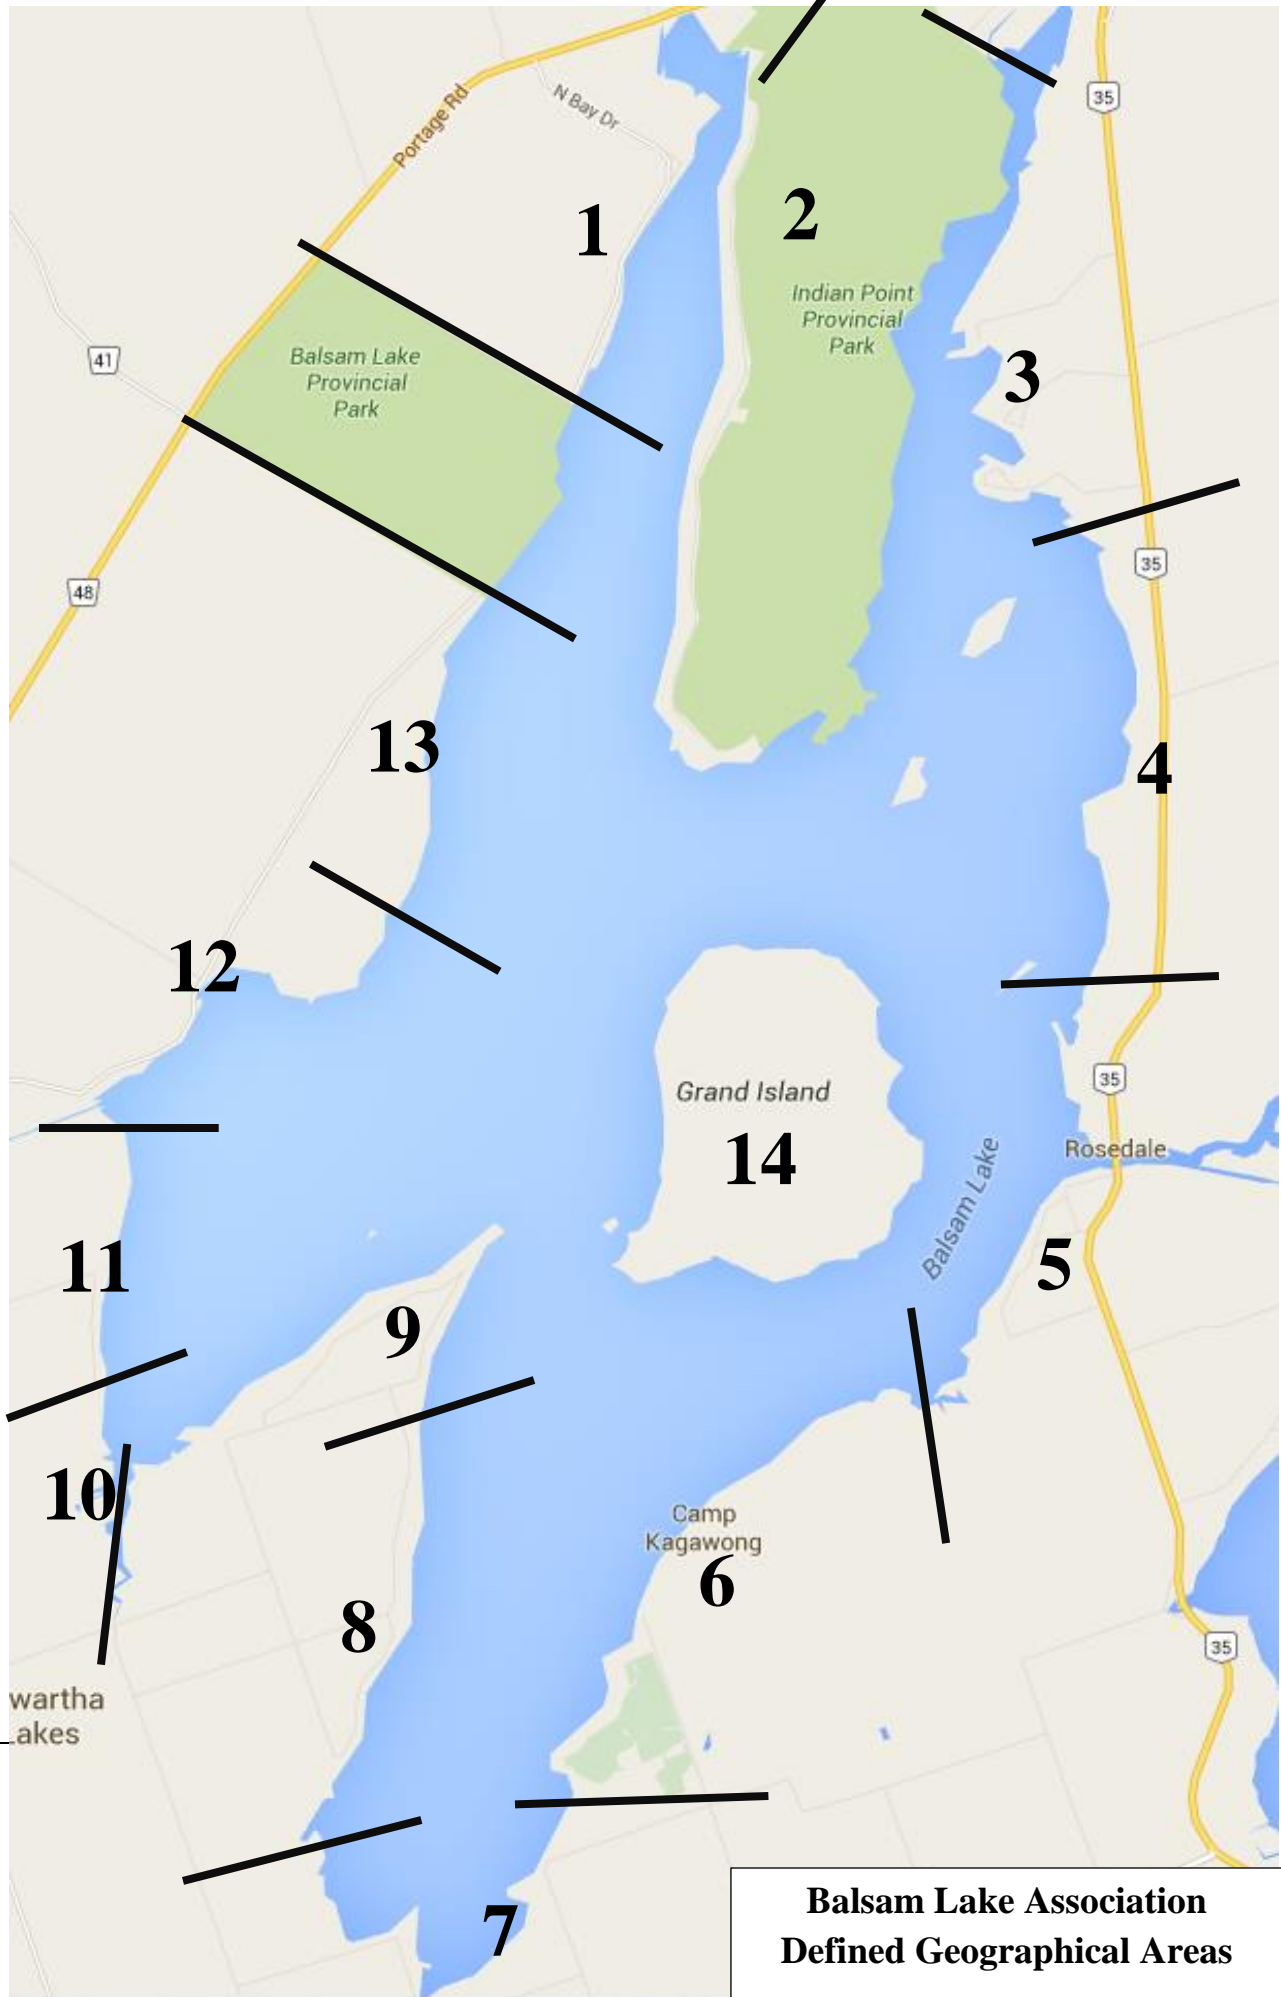 35
Portage Rd
N Bay Dr
1
2
Indian Point
Provincial
Park
41
Balsam Lake
Provincial
Park
3
48
35
13
4
12
Grand Island
14
35
Rosedale
Balsam Lake
11
5
9
10
Camp
Kagawong
6
8
35
wartha
akes
7
Balsam Lake Association
Defined Geographical Areas